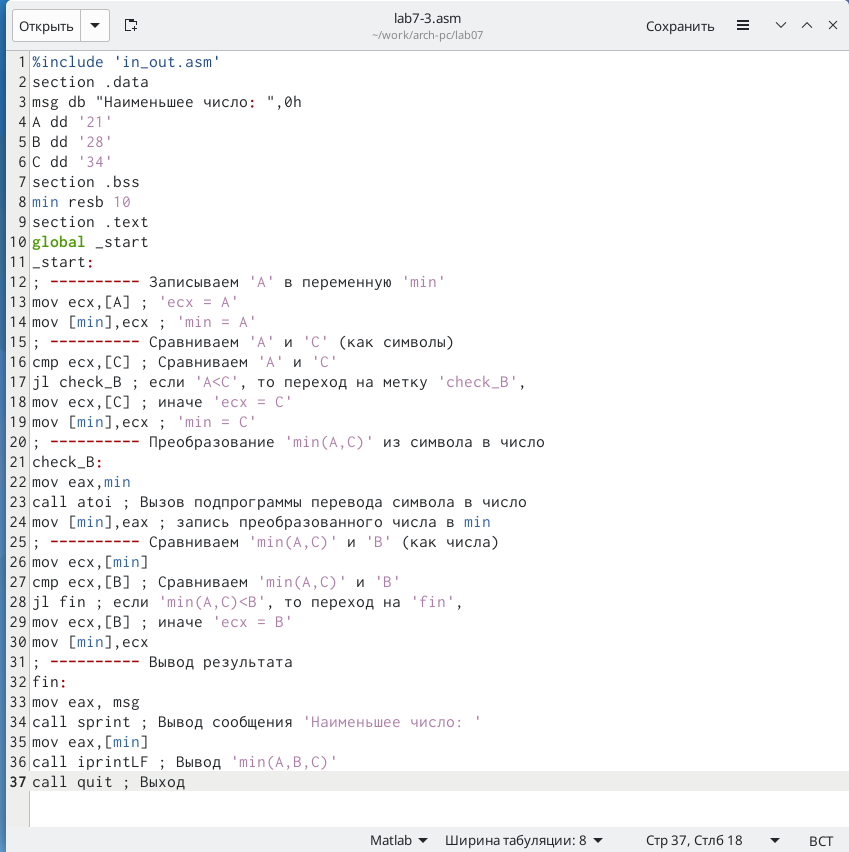 Открыть
lab7-3.asm
~/work/arch-pc/lab07
Сохранить
1 %include 'in_out.asm'
2 section .data
3 msg db "Наименьшее число: ",0h
4 A dd '21'
5 B dd '28'
6 C dd '34'
7 section .bss
8 min resb 10
9 section .text
10 global _start
11 _start:
12 ; ---------- Записываем 'A' в переменную 'min'
13 mov ecx,[A] ; 'ecx = A'
14 mov [min],ecx ; 'min = A'
15 ; ---------- Сравниваем 'A' и 'С' (как символы)
16 cmp ecx,[C] ; Сравниваем 'A' и 'С'
17 jl check_B ; если 'A<C', то переход на метку 'check_B',
18 mov ecx,[C] ; иначе 'ecx = C'
19 mov [min],ecx ; 'min = C'
20 ; ---------- Преобразование 'min(A,C)' из символа в число
21 check_B:
22 mov eax,min
23 call atoi ; Вызов подпрограммы перевода символа в число
24 mov [min],eax ; запись преобразованного числа в min
25 ; ---------- Сравниваем 'min(A,C)' и 'B' (как числа)
26 mov ecx,[min]
27 cmp ecx,[B] ; Сравниваем 'min(A,C)' и 'B'
28 jl fin ; если 'min(A,C)<B', то переход на 'fin',
29 mov ecx,[B] ; иначе 'ecx = B'
30 mov [min],ecx
31 ; ---------- Вывод результата
32 fin:
33 mov eax, msg
34 call sprint ; Вывод сообщения 'Наименьшее число: '
35 mov eax,[min]
36 call iprintLF ; Вывод 'min(A,B,C)'
37 call quit ; Выход
Matlab Ширина табуляции: 8 Стр 37, Стлб 18 ВСТ